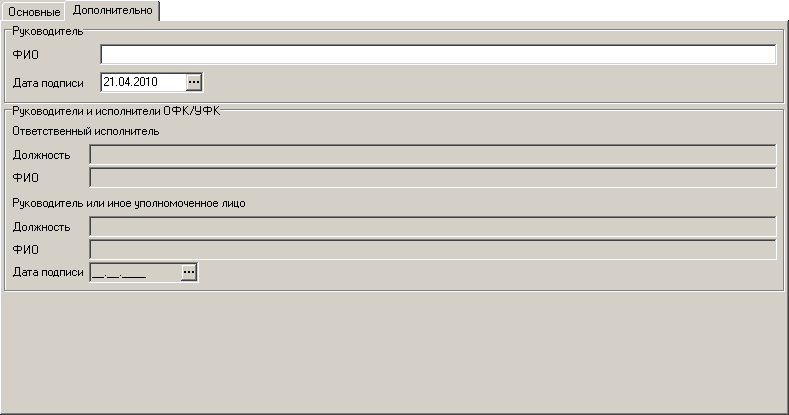 Основные Дополнительно
Руководитель
ФИО
Дата подписи 21.04.2010 ...
Руководители и исполнители ОФК/УФК
Ответственный исполнитель
Должность
ФИО
Руководитель или иное уполномоченное лицо
Должность
ФИО
Дата подписи __.__.____ ...